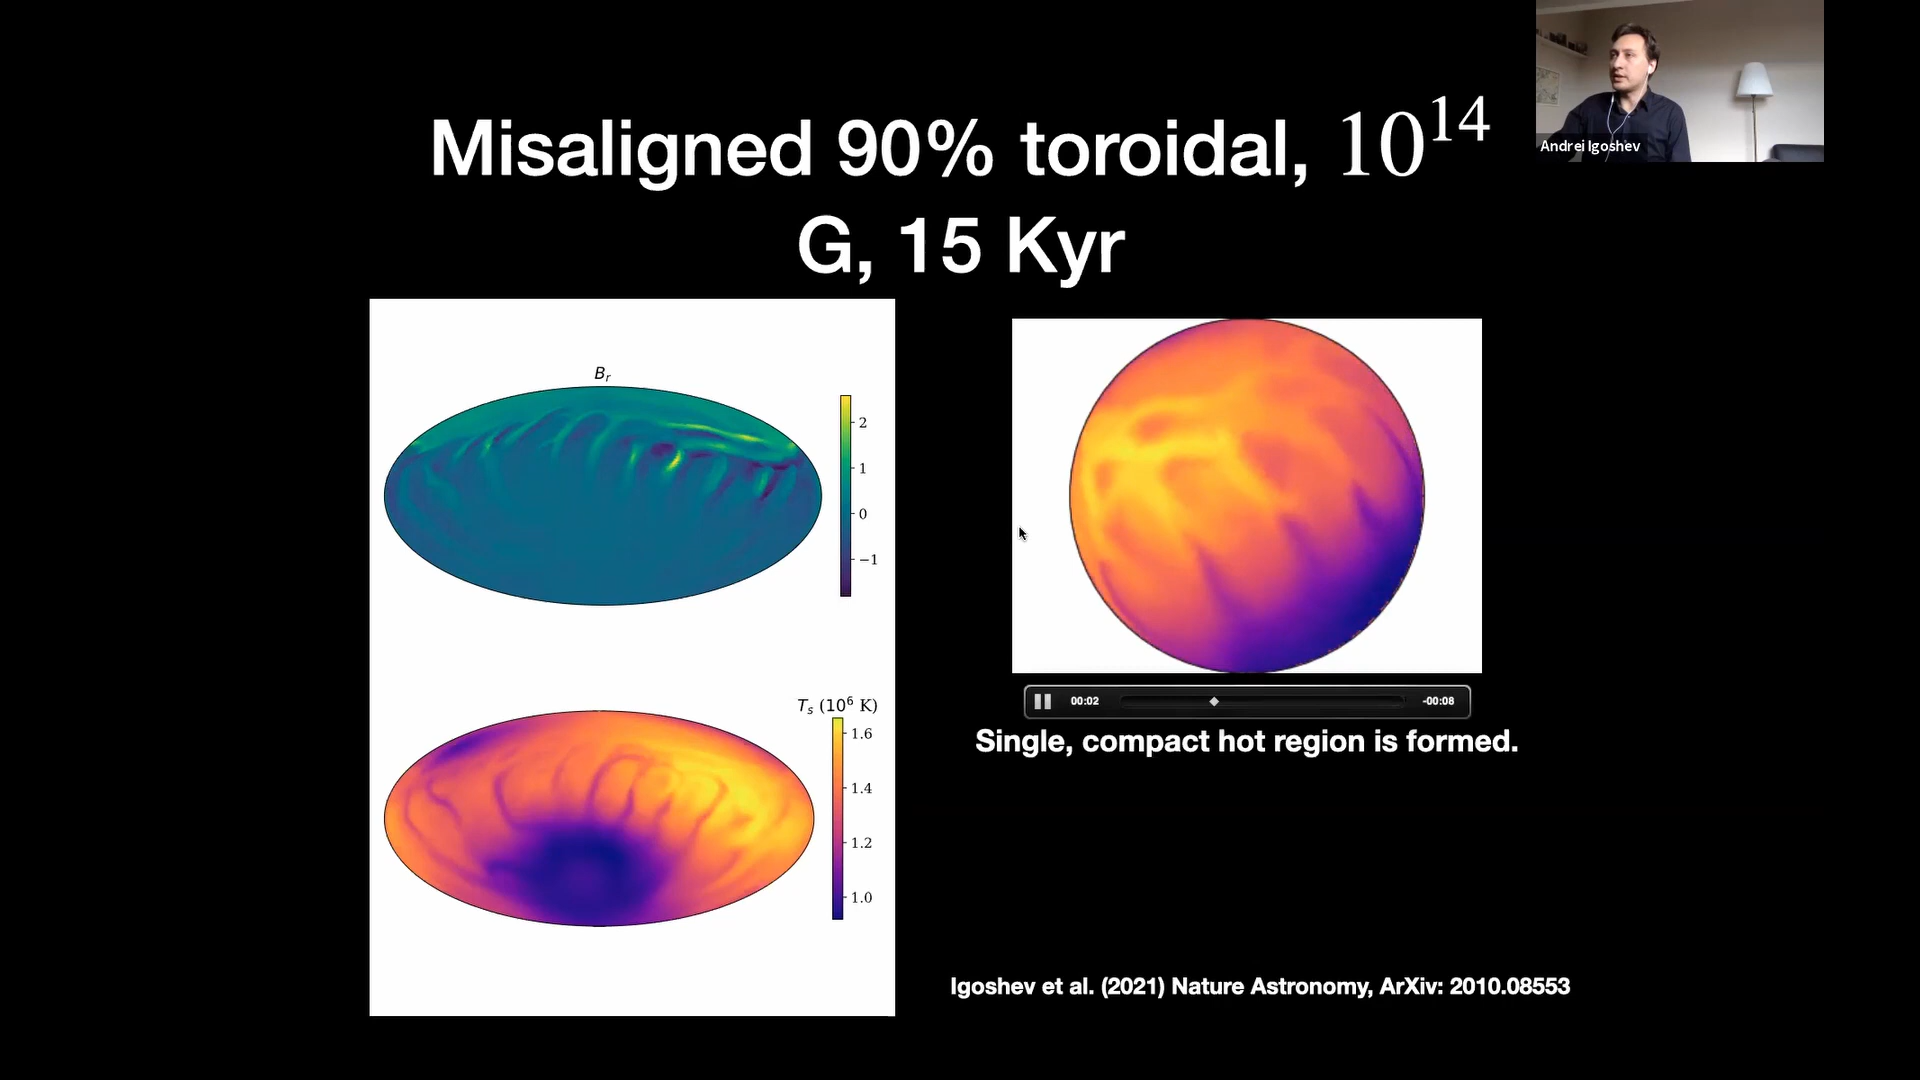 Misaligned 90% toroidal, 10^14
G, 15 Kyr
Andrei Igoshev
B_r
2
1
0
−1
T_s (10^6 K)
1.6
1.4
1.2
1.0
00:02
-00:08
Single, compact hot region is formed.
Igoshev et al. (2021) Nature Astronomy, ArXiv: 2010.08553